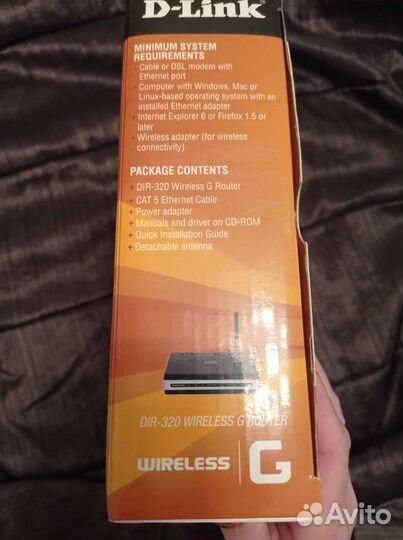 D-Link
MINIMUM SYSTEM
REQUIREMENTS
Cable or DSL modem with
Ethernet port
Computer with Windows, Mac or
Linux-based operating system with an
installed Ethernet adapter
Internet Explorer 6 or Firefox 1.5 or
later
Wireless adapter (for wireless
connectivity)
PACKAGE CONTENTS
+ DIR-320 Wireless G Router
+ CAT 5 Ethernet Cable
+ Power adapter
+ Manuals and driver on CD-ROM
+ Quick Installation Guide
+ Detachable antenna
DIR-320 WIRELESS G ROUTER
WIRELESS G
Avito